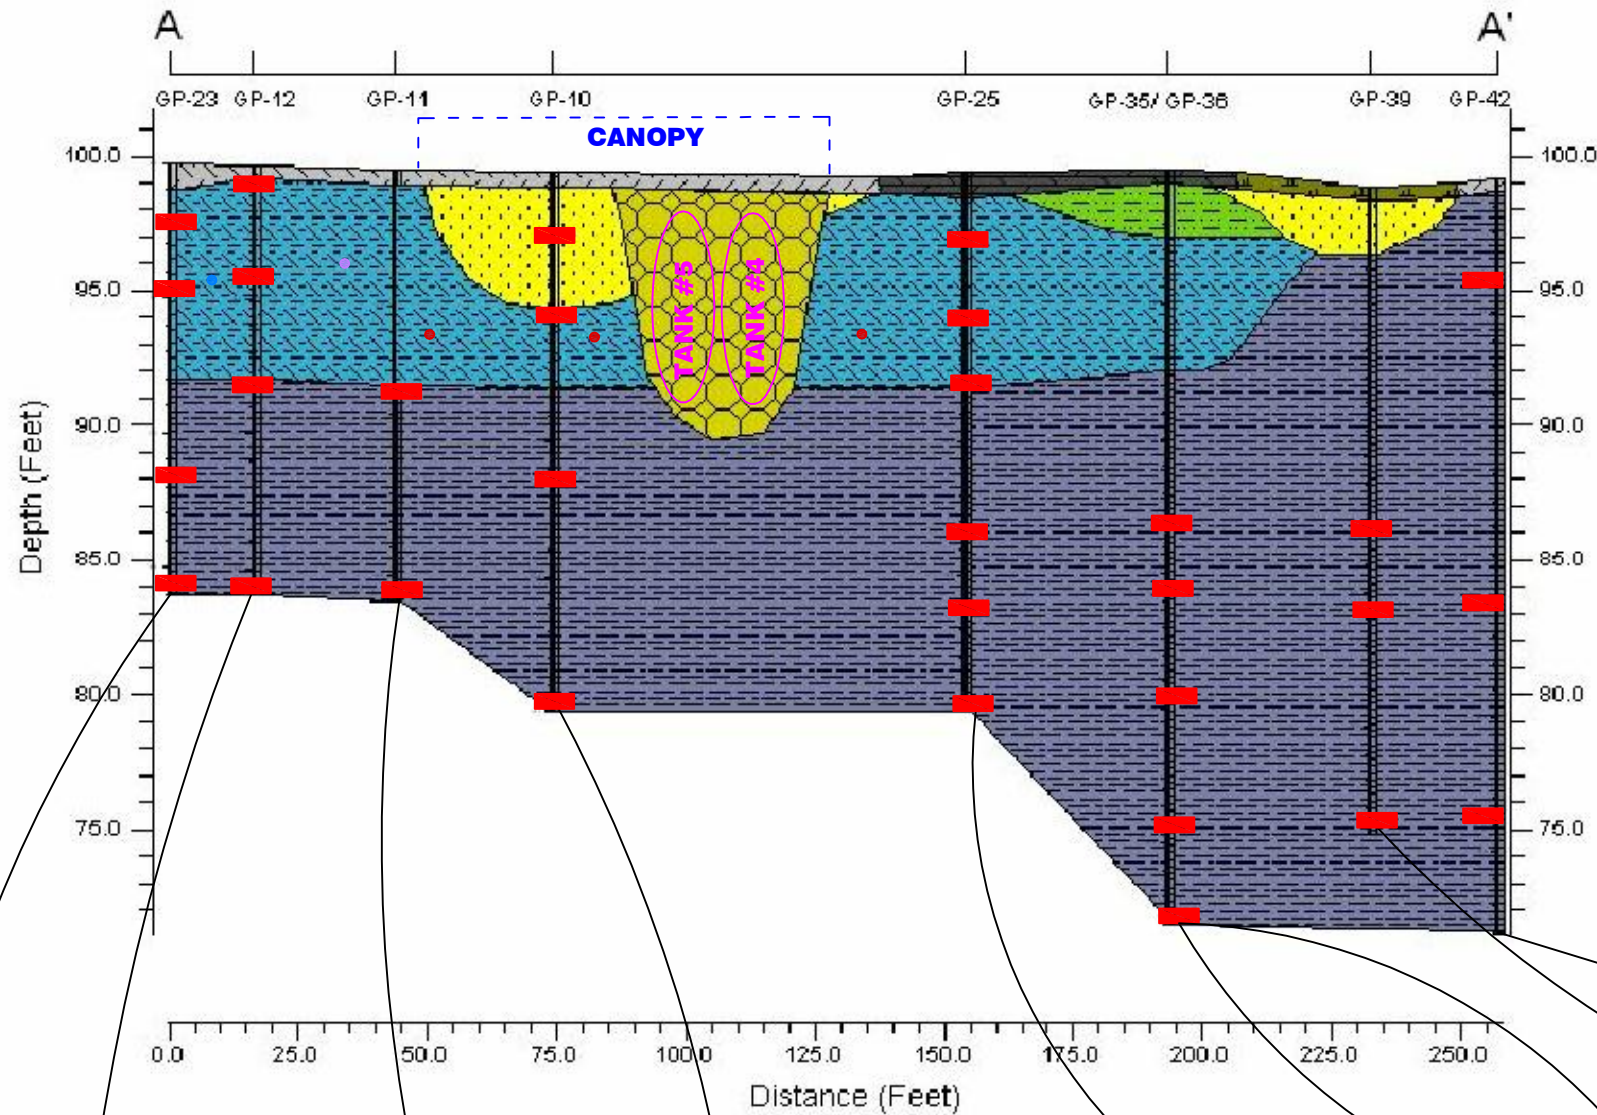 A A'
GP-23 GP-12 GP-11 GP-10 GP-25 GP-35/ GP-36 GP-39 GP-42
CANOPY
100.0 100.0
95.0 95.0
TANK #5 TANK #4
90.0 90.0
Depth (Feet)
85.0 85.0
80.0 80.0
75.0 75.0
0.0 25.0 50.0 75.0 100.0 125.0 150.0 175.0 200.0 225.0 250.0
Distance (Feet)